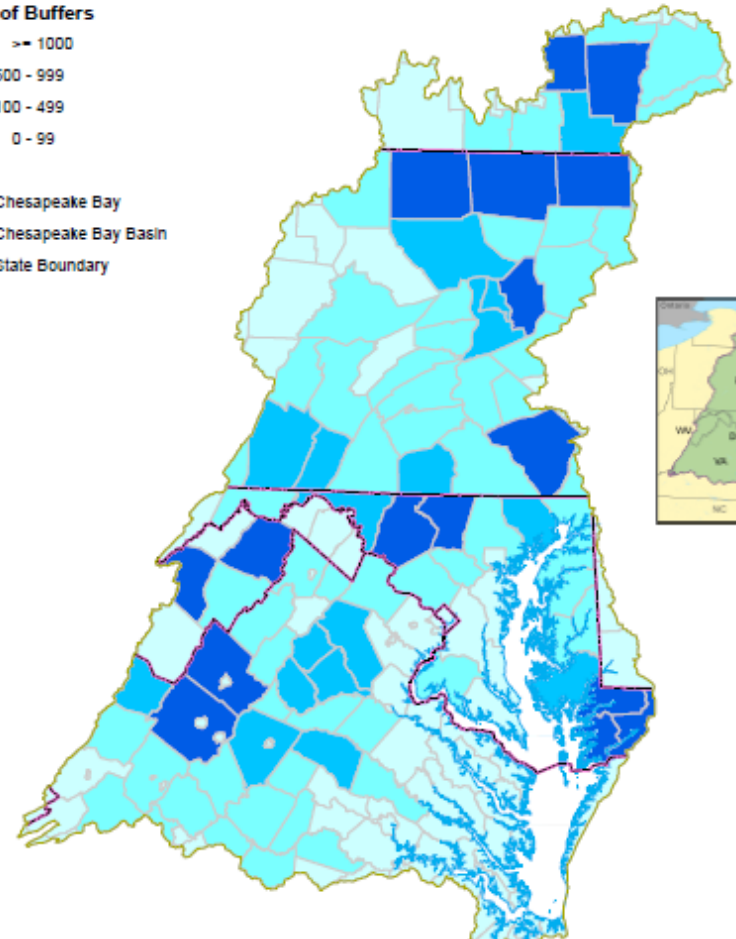 of Buffers
>= 1000
500 - 999
100 - 499
0 - 99
Chesapeake Bay
Chesapeake Bay Basin
State Boundary
Ontario
OH
WV
VA
NC